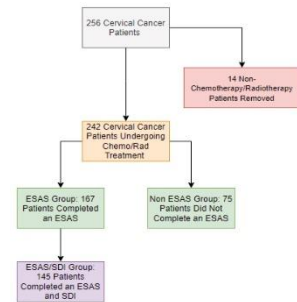 256 Cervical Cancer
Patients
14 Non-
Chemotherapy/Radiotherapy
Patients Removed
242 Cervical Cancer
Patients Undergoing
Chemo/Rad
Treatment
ESAS Group: 167
Patients Completed
an ESAS
Non ESAS Group: 75
Patients Did Not
Complete an ESAS
ESAS/SDI Group:
145 Patients
Completed an ESAS
and SDI